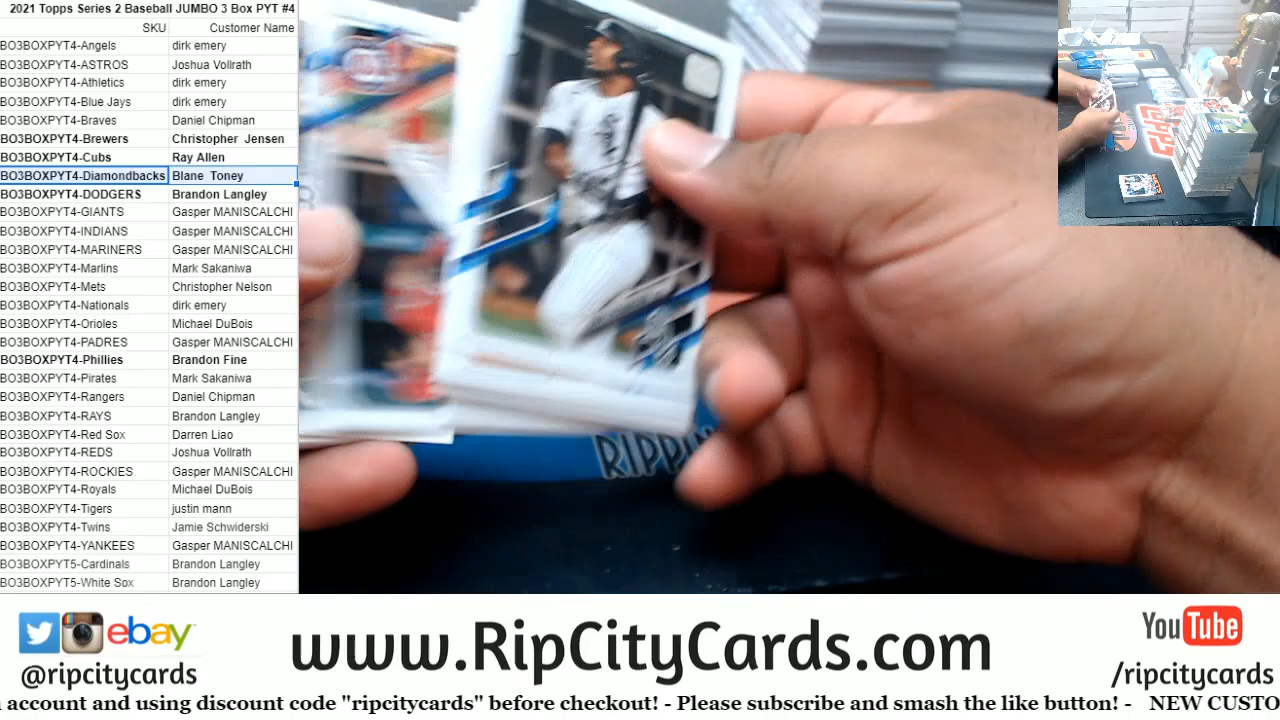 2021 Topps Series 2 Baseball JUMBO 3 Box PYT #4
SKU Customer Name
BO3BOXPYT4-Angels dirk emery
BO3BOXPYT4-ASTROS Joshua Vollrath
BO3BOXPYT4-Athletics dirk emery
BO3BOXPYT4-Blue Jays dirk emery
BO3BOXPYT4-Braves Daniel Chipman
BO3BOXPYT4-Brewers Christopher Jensen
BO3BOXPYT4-Cubs Ray Allen
BO3BOXPYT4-Diamondbacks Blane Toney
BO3BOXPYT4-DODGERS Brandon Langley
BO3BOXPYT4-GIANTS Gasper MANISCALCHI
BO3BOXPYT4-INDIANS Gasper MANISCALCHI
BO3BOXPYT4-MARINERS Gasper MANISCALCHI
BO3BOXPYT4-Marlins Mark Sakaniwa
BO3BOXPYT4-Mets Christopher Nelson
BO3BOXPYT4-Nationals dirk emery
BO3BOXPYT4-Orioles Michael DuBois
BO3BOXPYT4-PADRES Gasper MANISCALCHI
BO3BOXPYT4-Phillies Brandon Fine
BO3BOXPYT4-Pirates Mark Sakaniwa
BO3BOXPYT4-Rangers Daniel Chipman
BO3BOXPYT4-RAYS Brandon Langley
BO3BOXPYT4-Red Sox Darren Liao
BO3BOXPYT4-REDS Joshua Vollrath
BO3BOXPYT4-ROCKIES Gasper MANISCALCHI
BO3BOXPYT4-Royals Michael DuBois
BO3BOXPYT4-Tigers justin mann
BO3BOXPYT4-Twins Jamie Schwiderski
BO3BOXPYT4-YANKEES Gasper MANISCALCHI
BO3BOXPYT5-Cardinals Brandon Langley
BO3BOXPYT5-White Sox Brandon Langley
RIPPIN
topps
ebay
@ripcitycards
www.RipCityCards.com
You Tube
/ripcitycards
account and using discount code "ripcitycards" before checkout! - Please subscribe and smash the like button! - NEW CUSTO